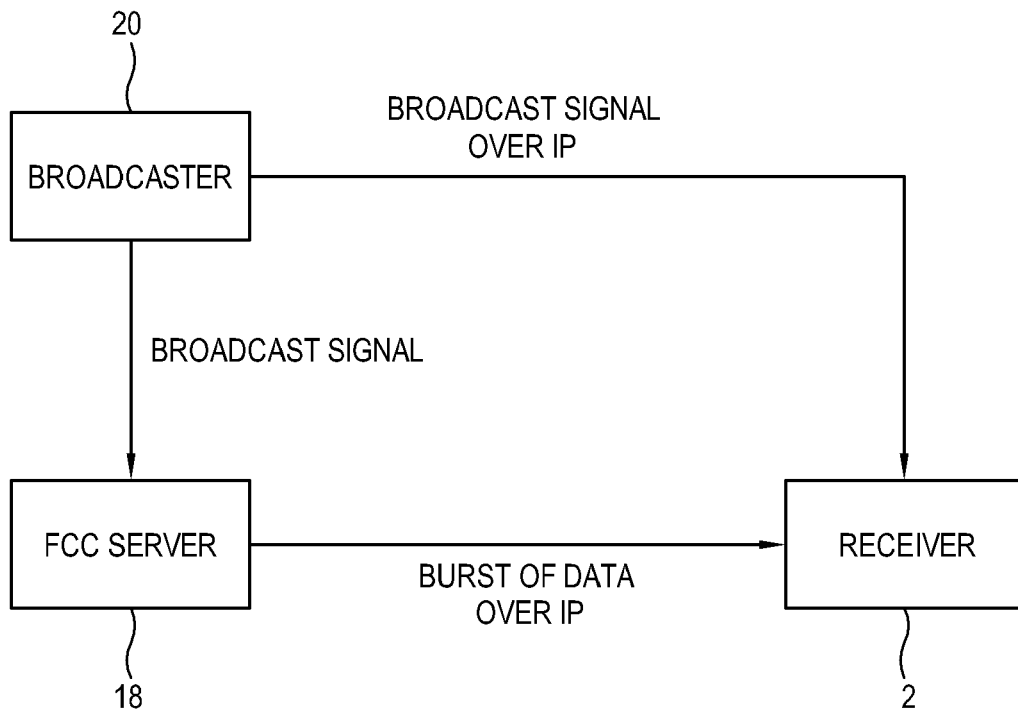 20
BROADCASTER
BROADCAST SIGNAL
OVER IP
BROADCAST SIGNAL
FCC SERVER
BURST OF DATA
OVER IP
RECEIVER
18
2